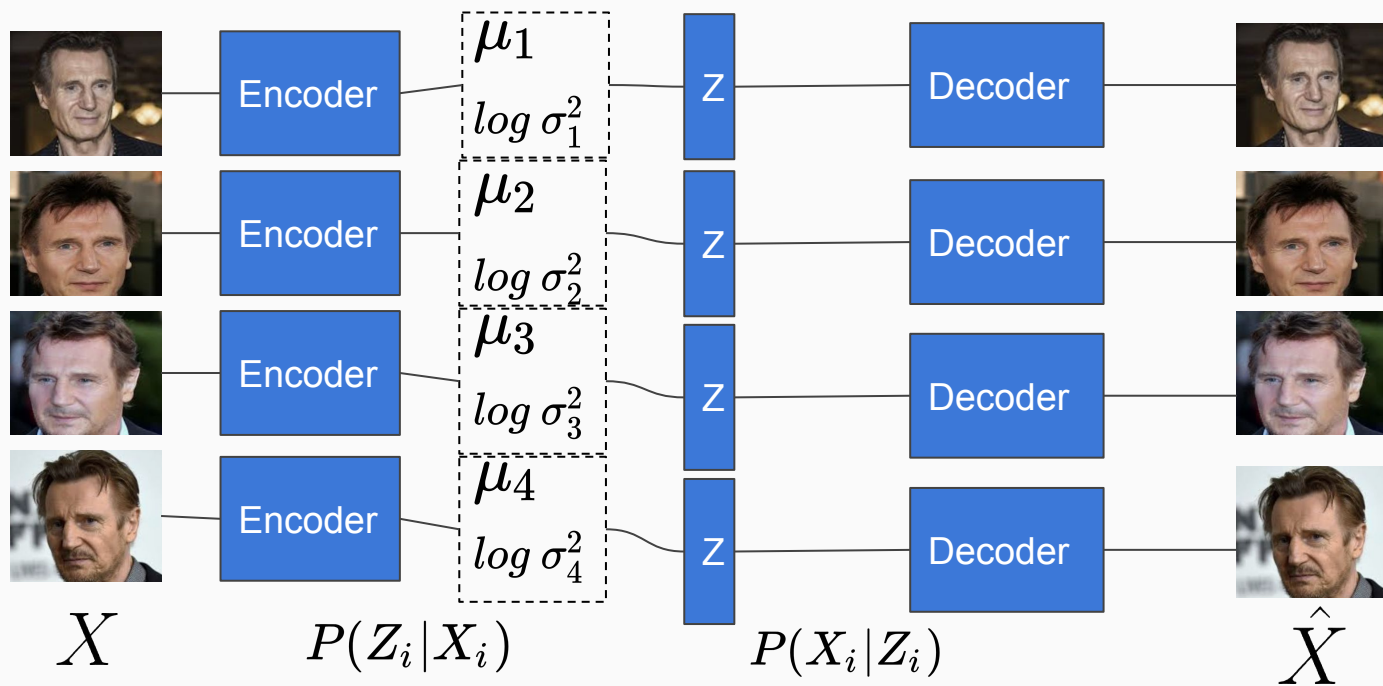 Encoder
μ₁
log σ₁²
Z
Decoder
Encoder
μ₂
log σ₂²
Z
Decoder
Encoder
μ₃
log σ₃²
Z
Decoder
Encoder
μ₄
log σ₄²
Z
Decoder
X
P(Zᵢ|Xᵢ)
P(Xᵢ|Zᵢ)
X̂